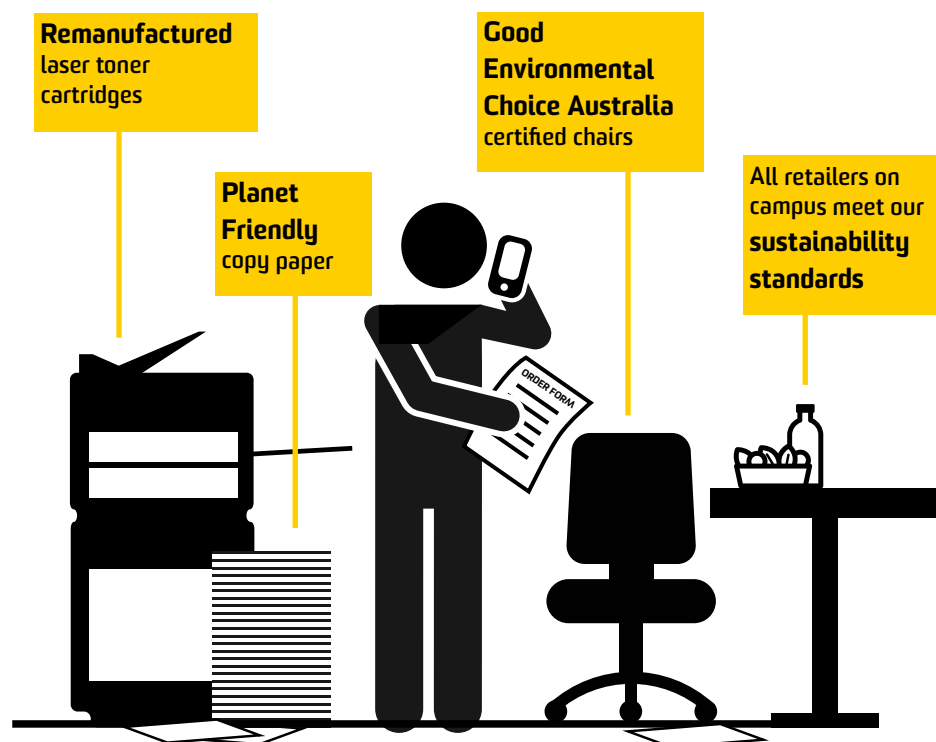 Remanufactured
laser toner
cartridges
Good
Environmental
Choice Australia
certified chairs
Planet
Friendly
copy paper
All retailers on
campus meet our
sustainability
standards
ORDER FORM